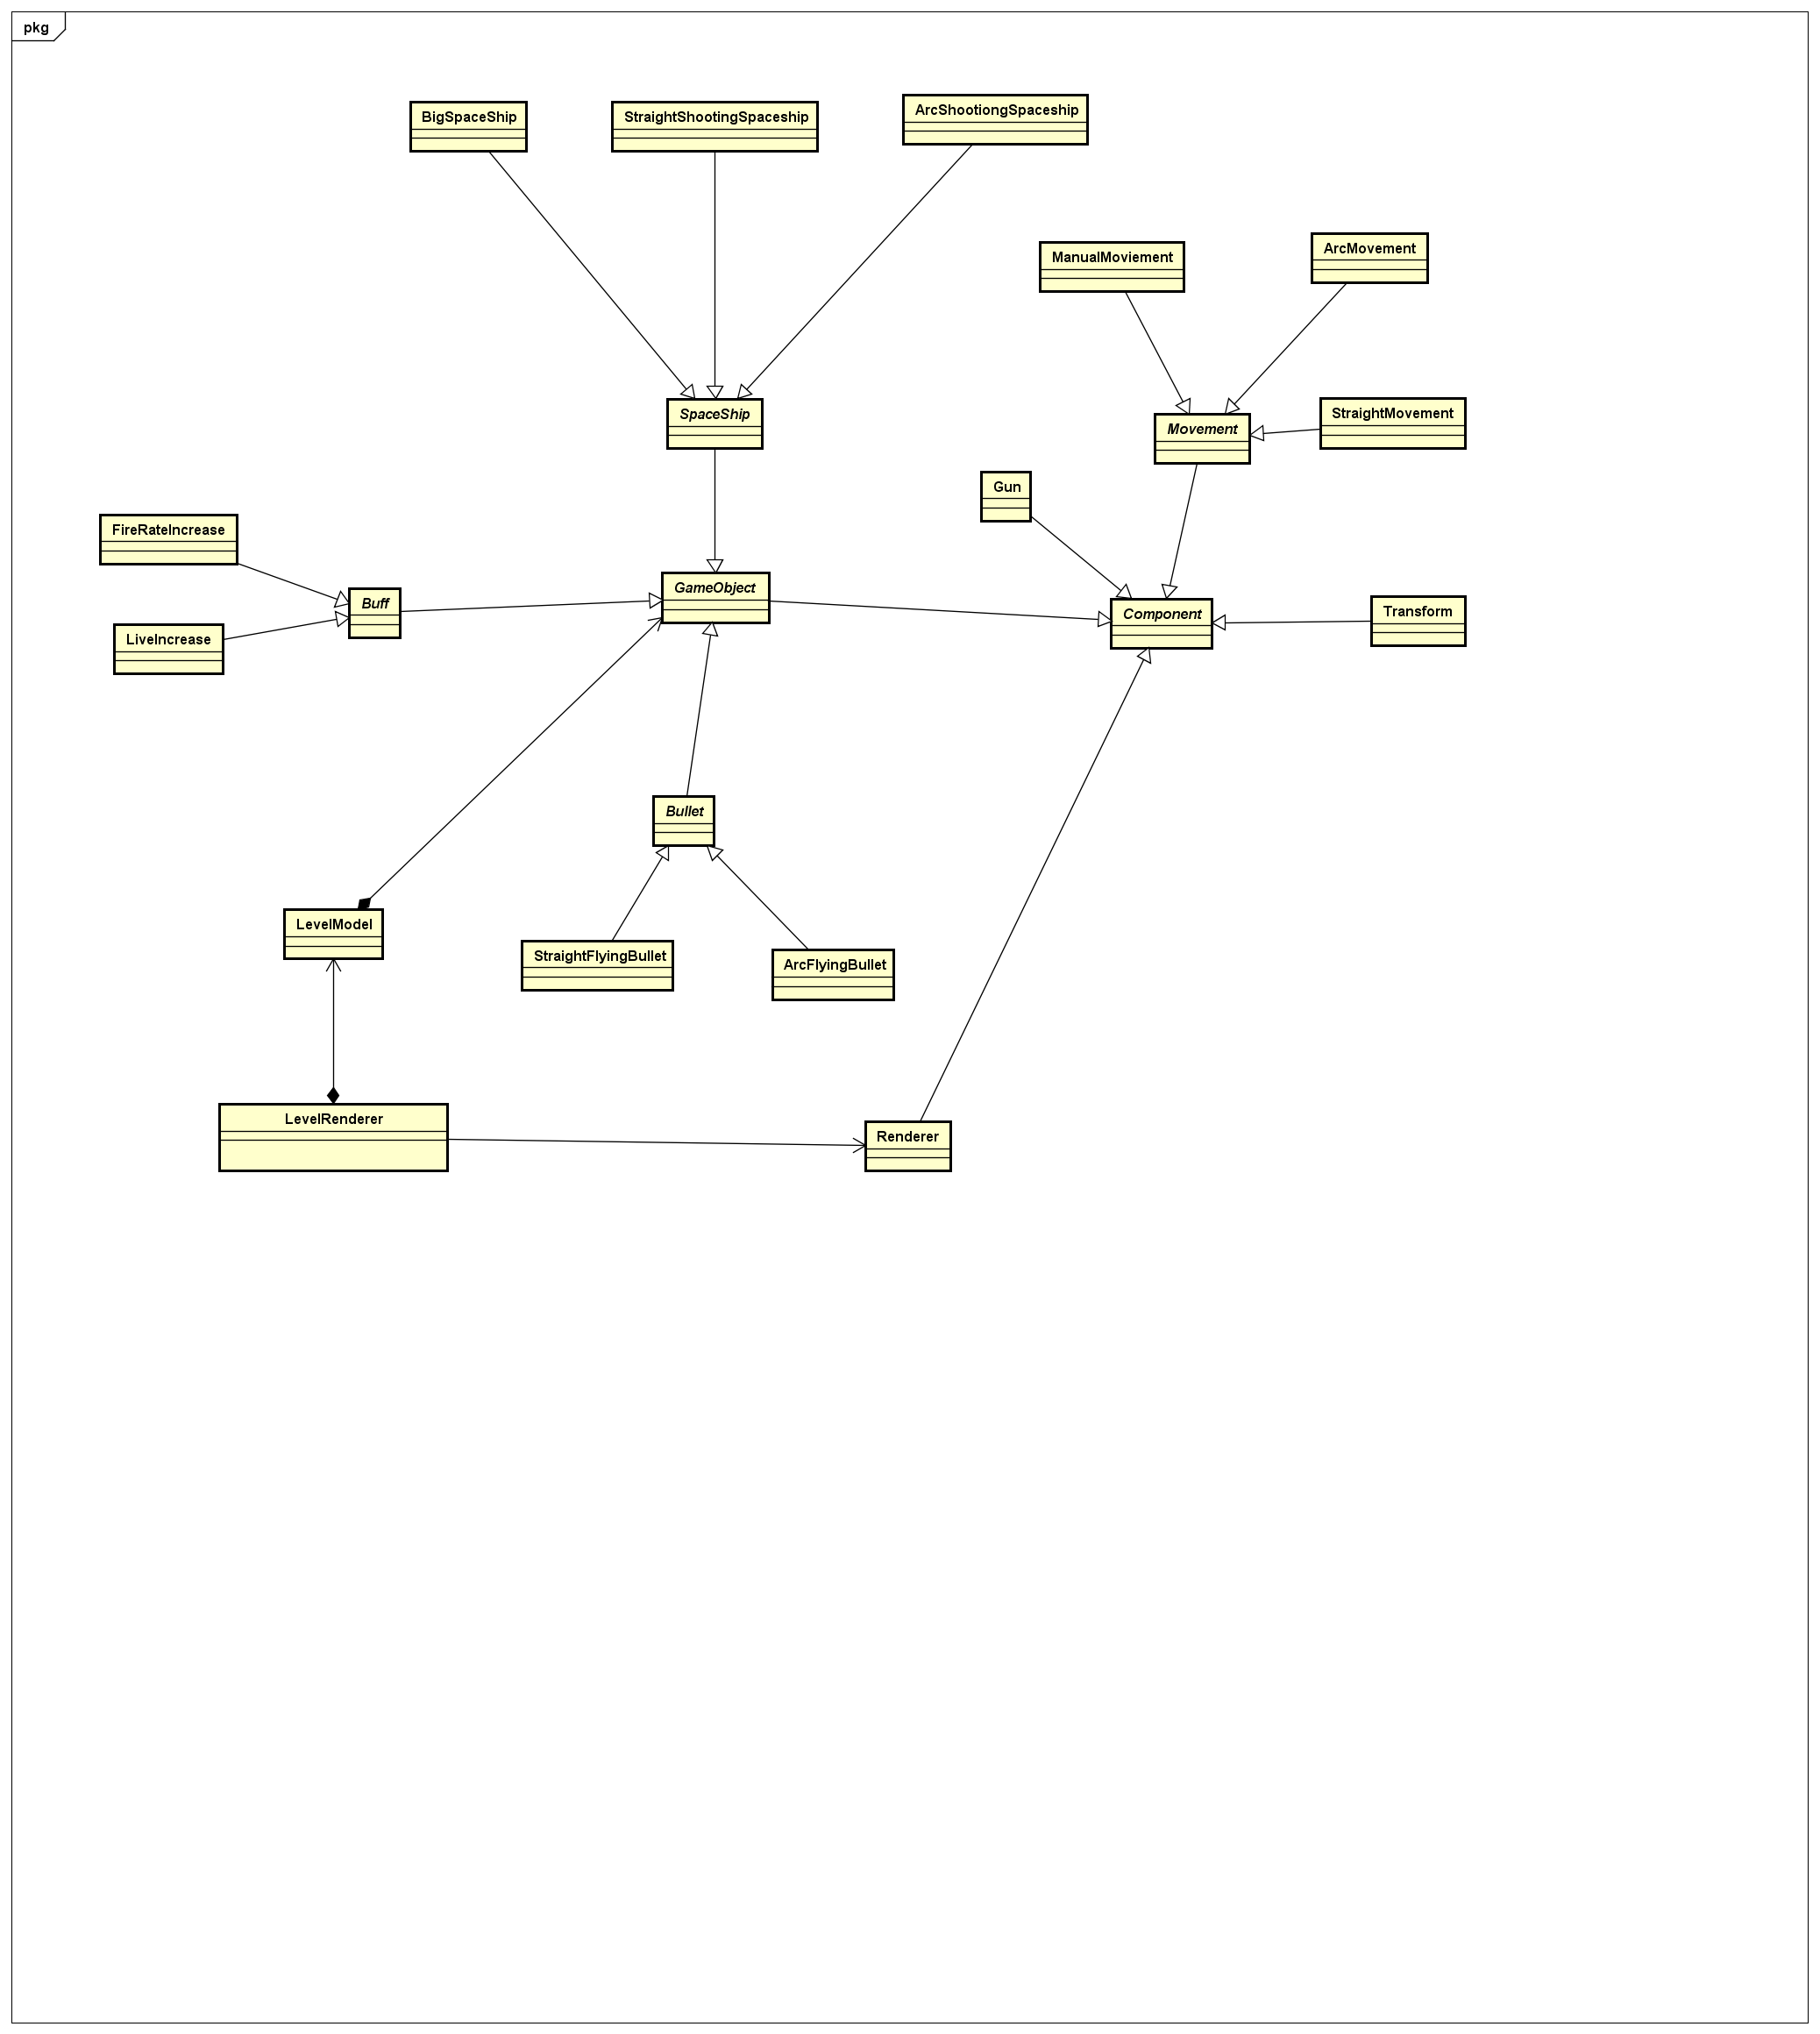 pkg
BigSpaceShip
StraightShootingSpaceship
ArcShootiongSpaceship
ManualMoviement
ArcMovement
SpaceShip
Movement
StraightMovement
Gun
FireRateIncrease
Buff
GameObject
Component
Transform
LiveIncrease
Bullet
LevelModel
StraightFlyingBullet
ArcFlyingBullet
LevelRenderer
Renderer